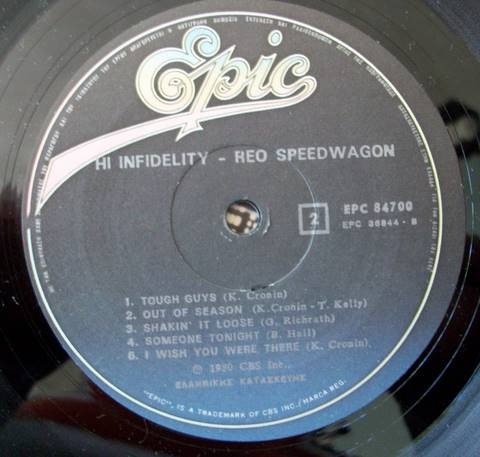 Epic
HI INFIDELITY - REO SPEEDWAGON
2
EPC 84700
EPC 36844 - B
1. TOUGH GUYS (K. Cronin)
2. OUT OF SEASON (K. Cronin - T. Kelly)
3. SHAKIN' IT LOOSE (G. Richrath)
4. SOMEONE TONIGHT (B. Hall)
6. I WISH YOU WERE THERE (K. Cronin)
© 1980 CBS Inc..
ΕΛΛΗΝΙΚΗΣ ΚΑΤΑΣΚΕΥΗΣ
"EPIC", IS A TRADEMARK OF CBS INC./MARCA REG.